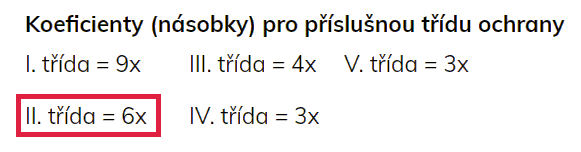 Koeficienty (násobky) pro příslušnou třídu ochrany
I. třída = 9x III. třída = 4x V. třída = 3x
II. třída = 6x IV. třída = 3x